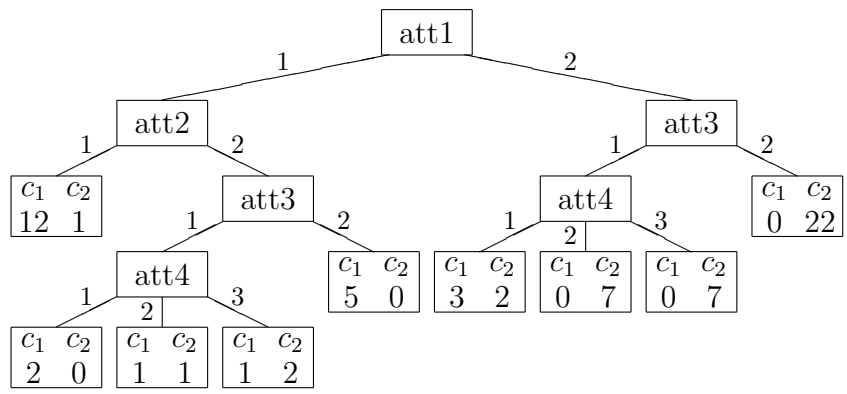 att1
1 2
att2 att3
1 2 1 2
c₁ c₂ att3 att4 c₁ c₂
12 1 0 22
1 2 1 2 3
att4 c₁ c₂ c₁ c₂ c₁ c₂ c₁ c₂
5 0 3 2 0 7 0 7
1 2 3
c₁ c₂ c₁ c₂ c₁ c₂
2 0 1 1 1 2